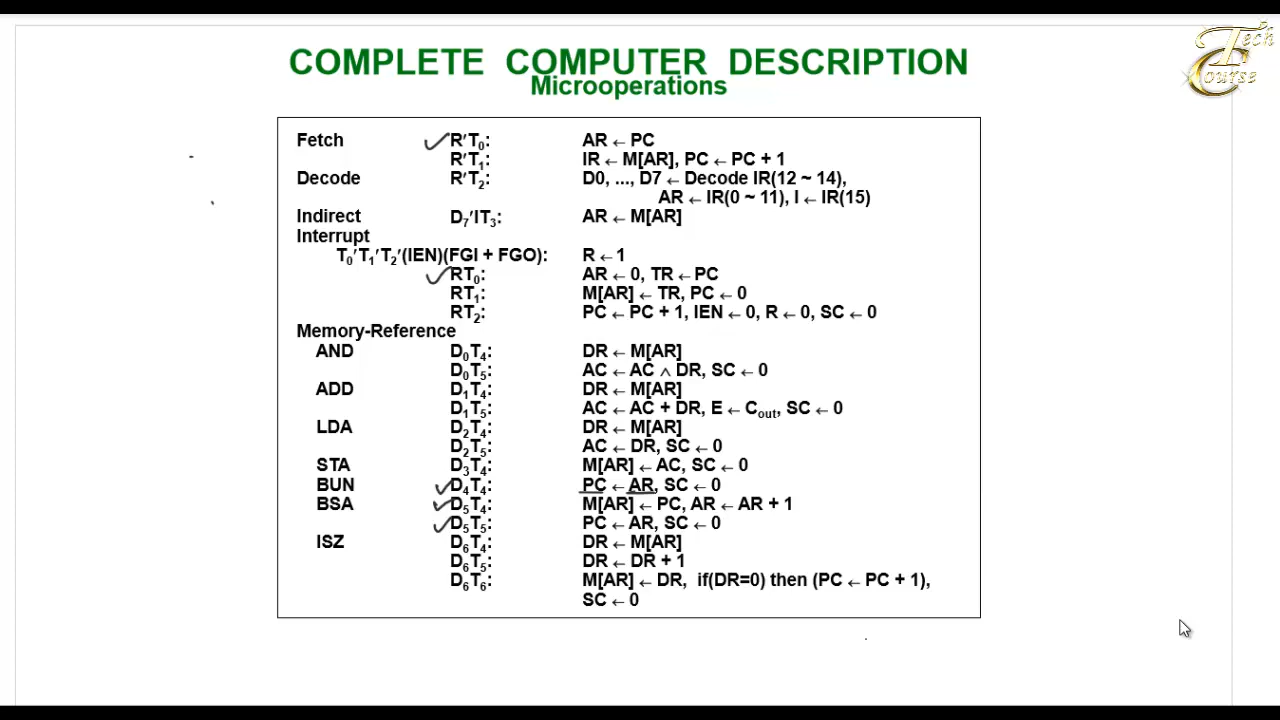 COMPLETE COMPUTER DESCRIPTION
Microoperations
Tech Course
Fetch R′T0: AR ← PC
R′T1: IR ← M[AR], PC ← PC + 1
Decode R′T2: D0, ..., D7 ← Decode IR(12 ~ 14),
AR ← IR(0 ~ 11), I ← IR(15)
Indirect D7′IT3: AR ← M[AR]
Interrupt
T0′T1′T2′(IEN)(FGI + FGO): R ← 1
RT0: AR ← 0, TR ← PC
RT1: M[AR] ← TR, PC ← 0
RT2: PC ← PC + 1, IEN ← 0, R ← 0, SC ← 0
Memory-Reference
AND D0T4: DR ← M[AR]
D0T5: AC ← AC ∧ DR, SC ← 0
ADD D1T4: DR ← M[AR]
D1T5: AC ← AC + DR, E ← Cout, SC ← 0
LDA D2T4: DR ← M[AR]
D2T5: AC ← DR, SC ← 0
STA D3T4: M[AR] ← AC, SC ← 0
BUN D4T4: PC ← AR, SC ← 0
BSA D5T4: M[AR] ← PC, AR ← AR + 1
D5T5: PC ← AR, SC ← 0
ISZ D6T4: DR ← M[AR]
D6T5: DR ← DR + 1
D6T6: M[AR] ← DR, if(DR=0) then (PC ← PC + 1),
SC ← 0